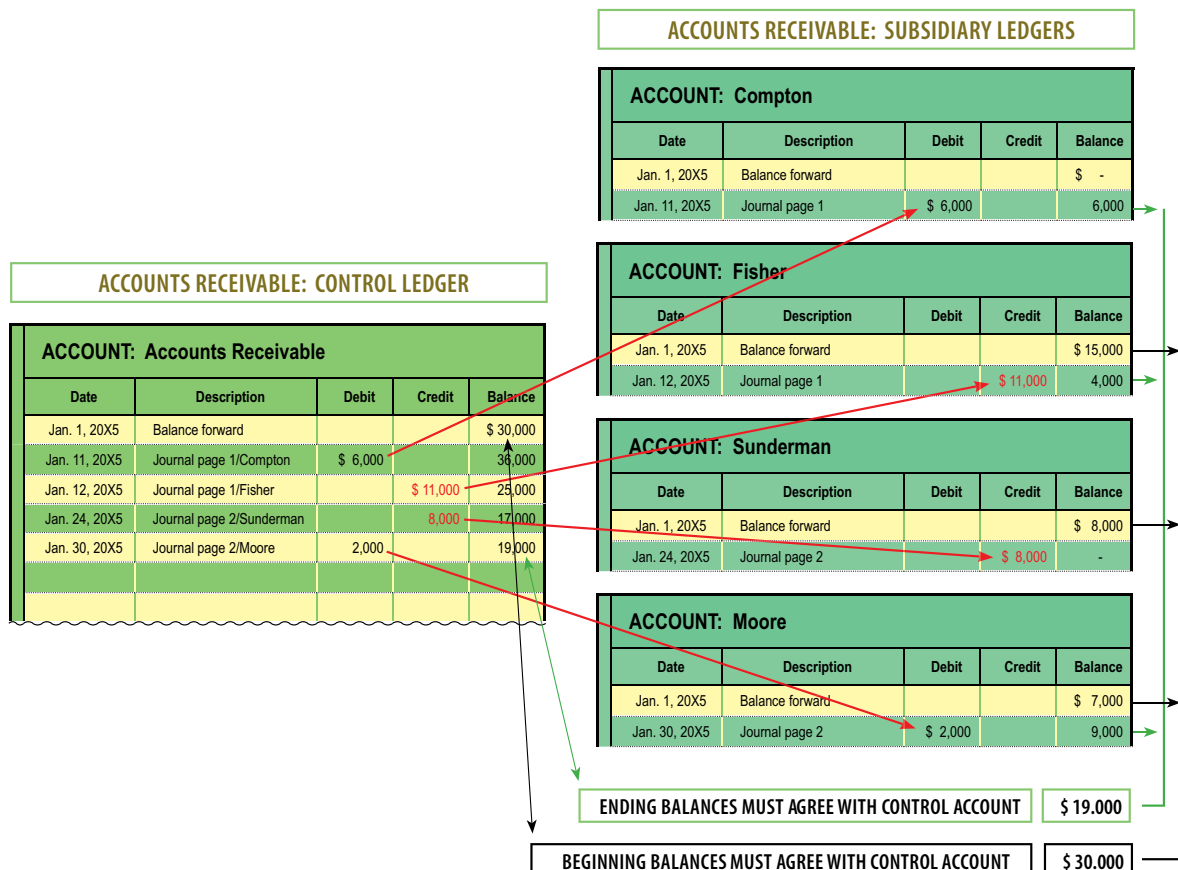 ACCOUNTS RECEIVABLE: SUBSIDIARY LEDGERS
ACCOUNT: Compton
Date Description Debit Credit Balance
Jan. 1, 20X5 Balance forward $ -
Jan. 11, 20X5 Journal page 1 $ 6,000 6,000
ACCOUNT: Fisher
Date Description Debit Credit Balance
Jan. 1, 20X5 Balance forward $ 15,000
Jan. 12, 20X5 Journal page 1 $ 11,000 4,000
ACCOUNT: Sunderman
Date Description Debit Credit Balance
Jan. 1, 20X5 Balance forward $ 8,000
Jan. 24, 20X5 Journal page 2 $ 8,000 -
ACCOUNT: Moore
Date Description Debit Credit Balance
Jan. 1, 20X5 Balance forward $ 7,000
Jan. 30, 20X5 Journal page 2 $ 2,000 9,000
ACCOUNTS RECEIVABLE: CONTROL LEDGER
ACCOUNT: Accounts Receivable
Date Description Debit Credit Balance
Jan. 1, 20X5 Balance forward $ 30,000
Jan. 11, 20X5 Journal page 1/Compton $ 6,000 36,000
Jan. 12, 20X5 Journal page 1/Fisher $ 11,000 25,000
Jan. 24, 20X5 Journal page 2/Sunderman 8,000 17,000
Jan. 30, 20X5 Journal page 2/Moore 2,000 19,000
ENDING BALANCES MUST AGREE WITH CONTROL ACCOUNT $ 19.000
BEGINNING BALANCES MUST AGREE WITH CONTROL ACCOUNT $ 30.000